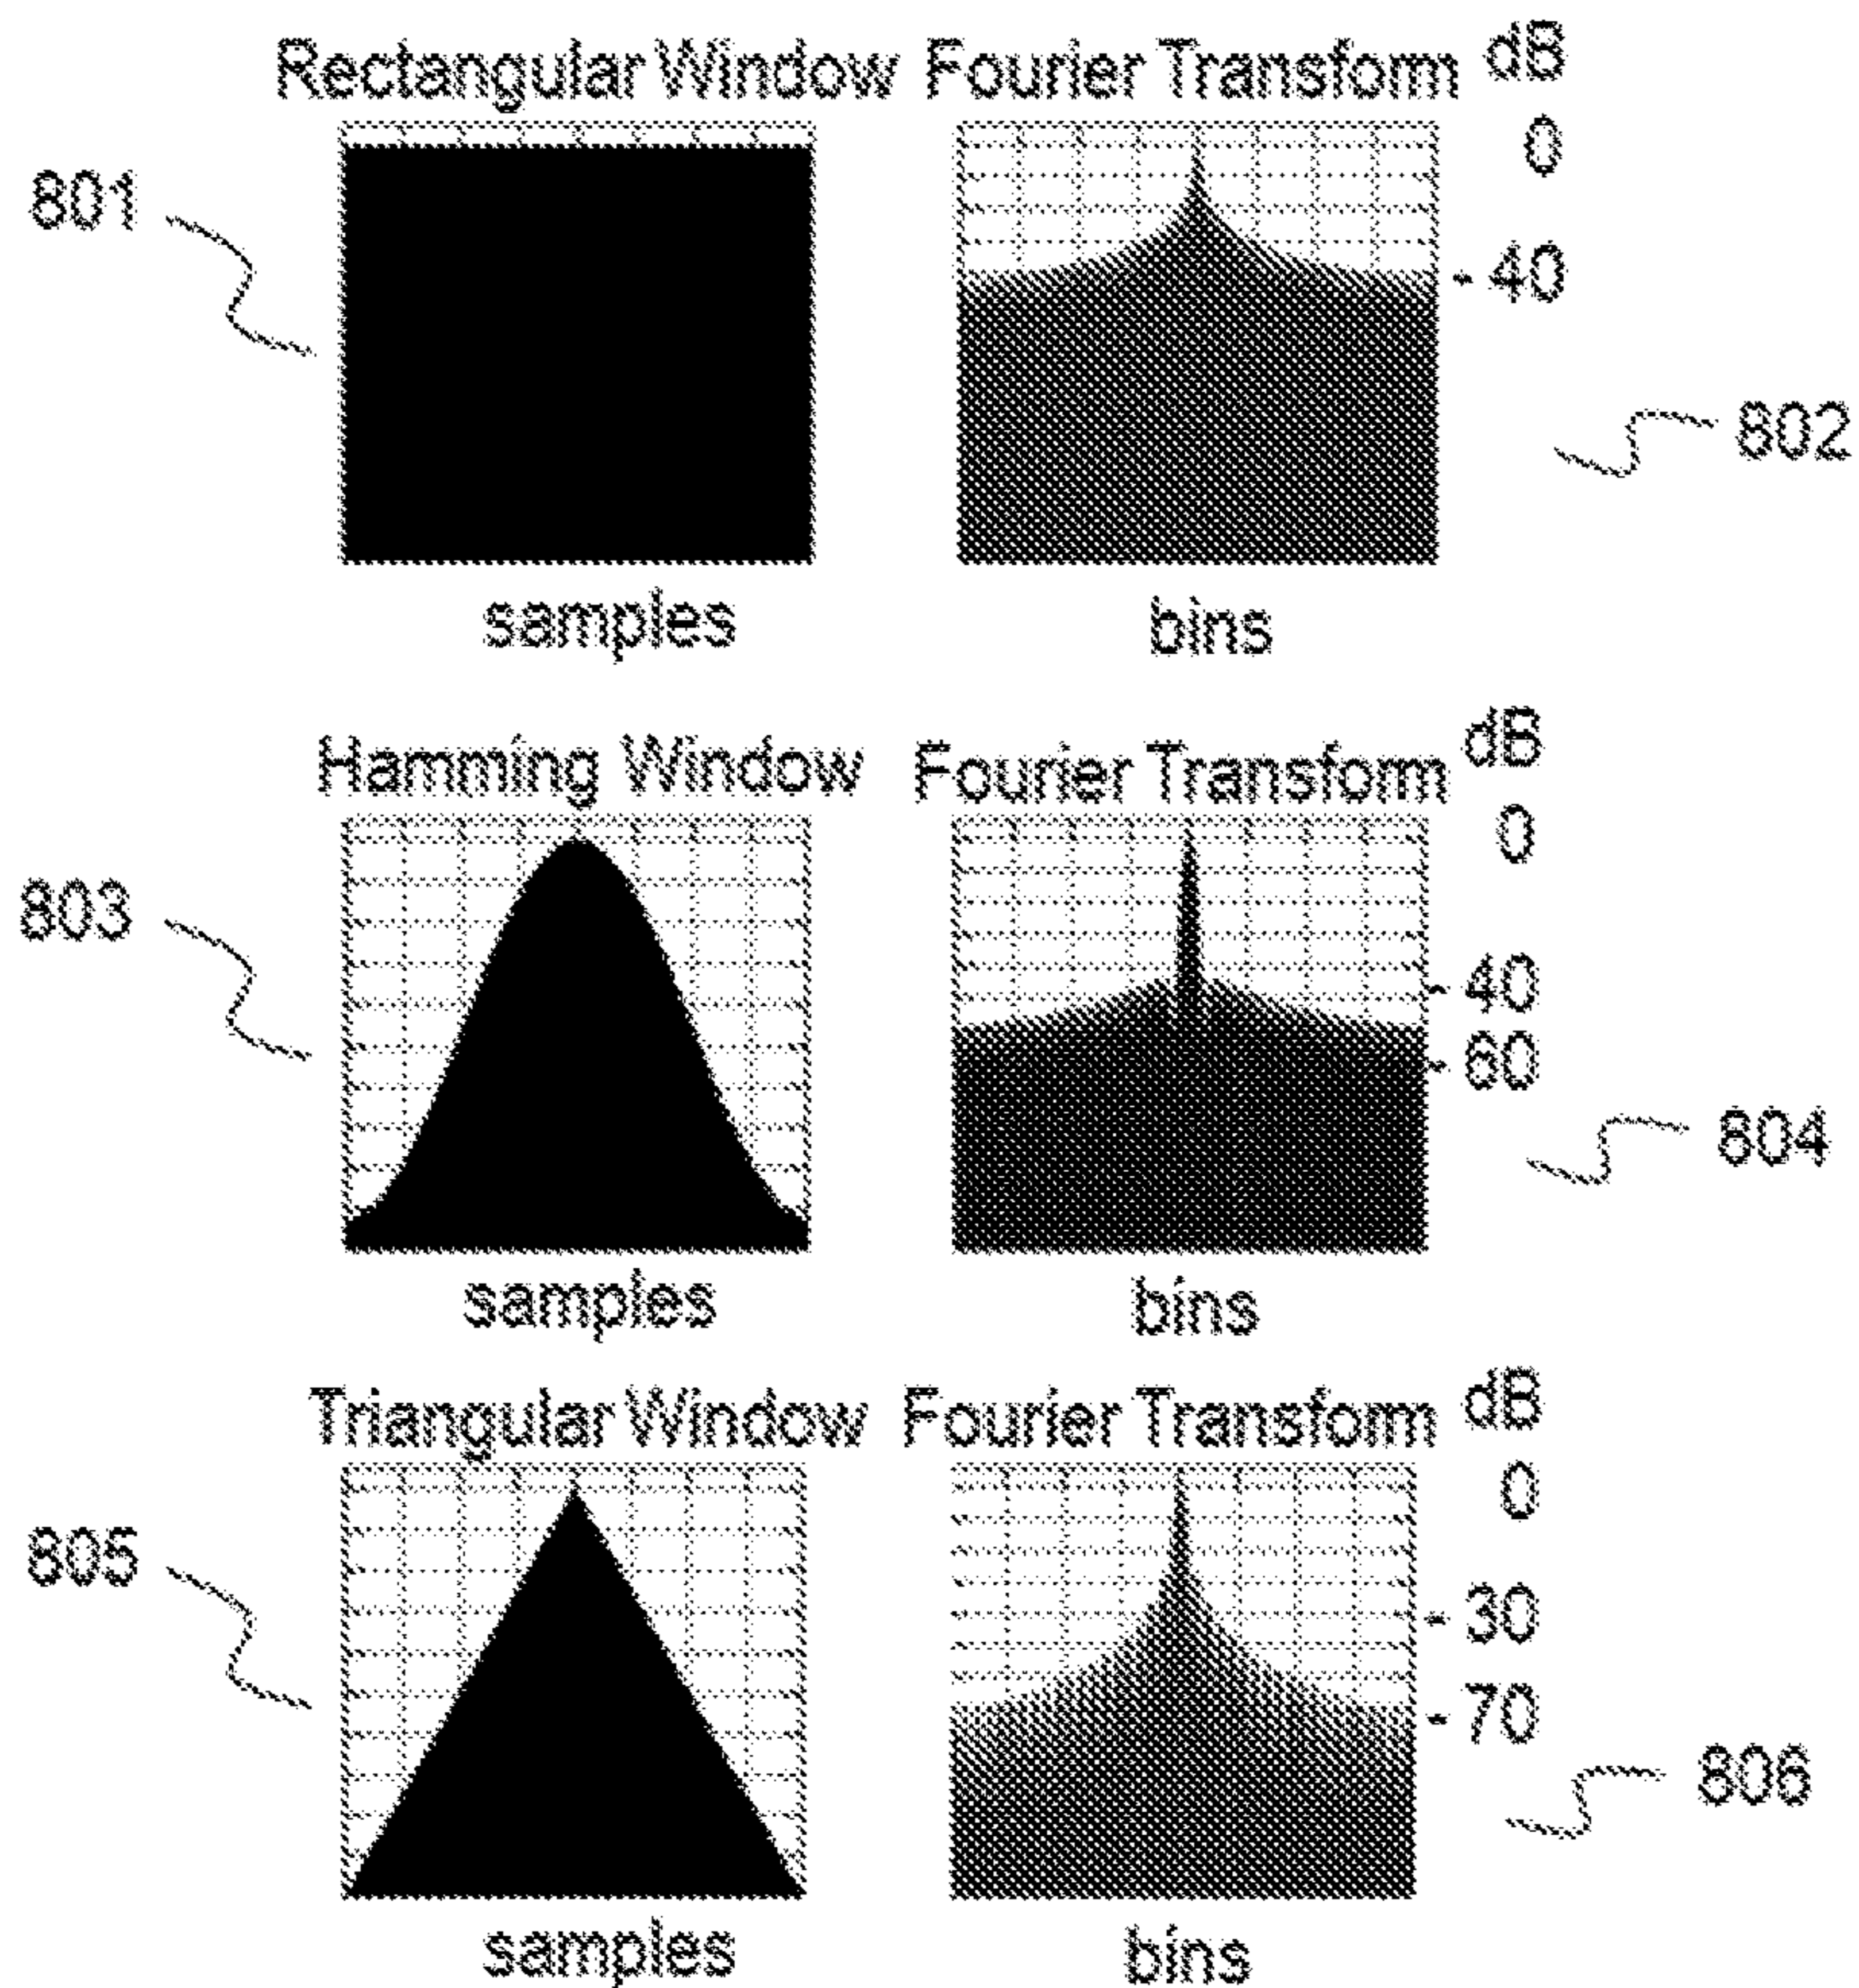 Rectangular Window Fourier Transform dB
0
801
- 40
802
samples bins
Hamming Window Fourier Transform dB
0
803
- 40
- 60
804
samples bins
Triangular Window Fourier Transform dB
0
805
- 30
- 70
806
samples bins